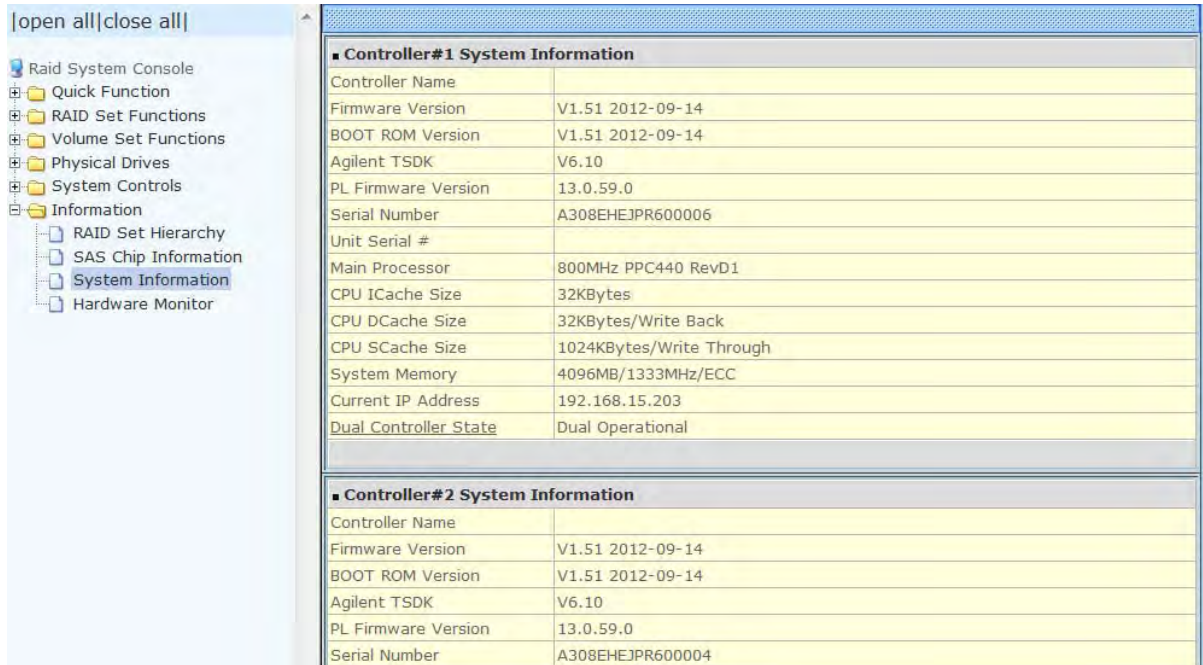 |open all|close all|
Raid System Console
Quick Function
RAID Set Functions
Volume Set Functions
Physical Drives
System Controls
Information
RAID Set Hierarchy
SAS Chip Information
System Information
Hardware Monitor
Controller#1 System Information
Controller Name
Firmware Version V1.51 2012-09-14
BOOT ROM Version V1.51 2012-09-14
Agilent TSDK V6.10
PL Firmware Version 13.0.59.0
Serial Number A308EHEJPR600006
Unit Serial #
Main Processor 800MHz PPC440 RevD1
CPU ICache Size 32KBytes
CPU DCache Size 32KBytes/Write Back
CPU SCache Size 1024KBytes/Write Through
System Memory 4096MB/1333MHz/ECC
Current IP Address 192.168.15.203
Dual Controller State Dual Operational
Controller#2 System Information
Controller Name
Firmware Version V1.51 2012-09-14
BOOT ROM Version V1.51 2012-09-14
Agilent TSDK V6.10
PL Firmware Version 13.0.59.0
Serial Number A308EHEJPR600004